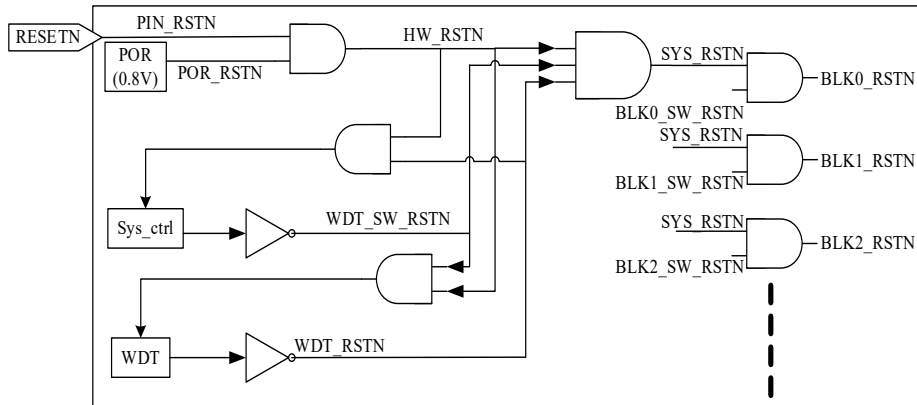 PIN_RSTN
RESETN
POR
(0.8V)
POR_RSTN
HW_RSTN
SYS_RSTN
BLK0_RSTN
BLK0_SW_RSTN
SYS_RSTN
BLK1_RSTN
BLK1_SW_RSTN
Sys_ctrl
WDT_SW_RSTN
SYS_RSTN
BLK2_RSTN
BLK2_SW_RSTN
WDT
WDT_RSTN